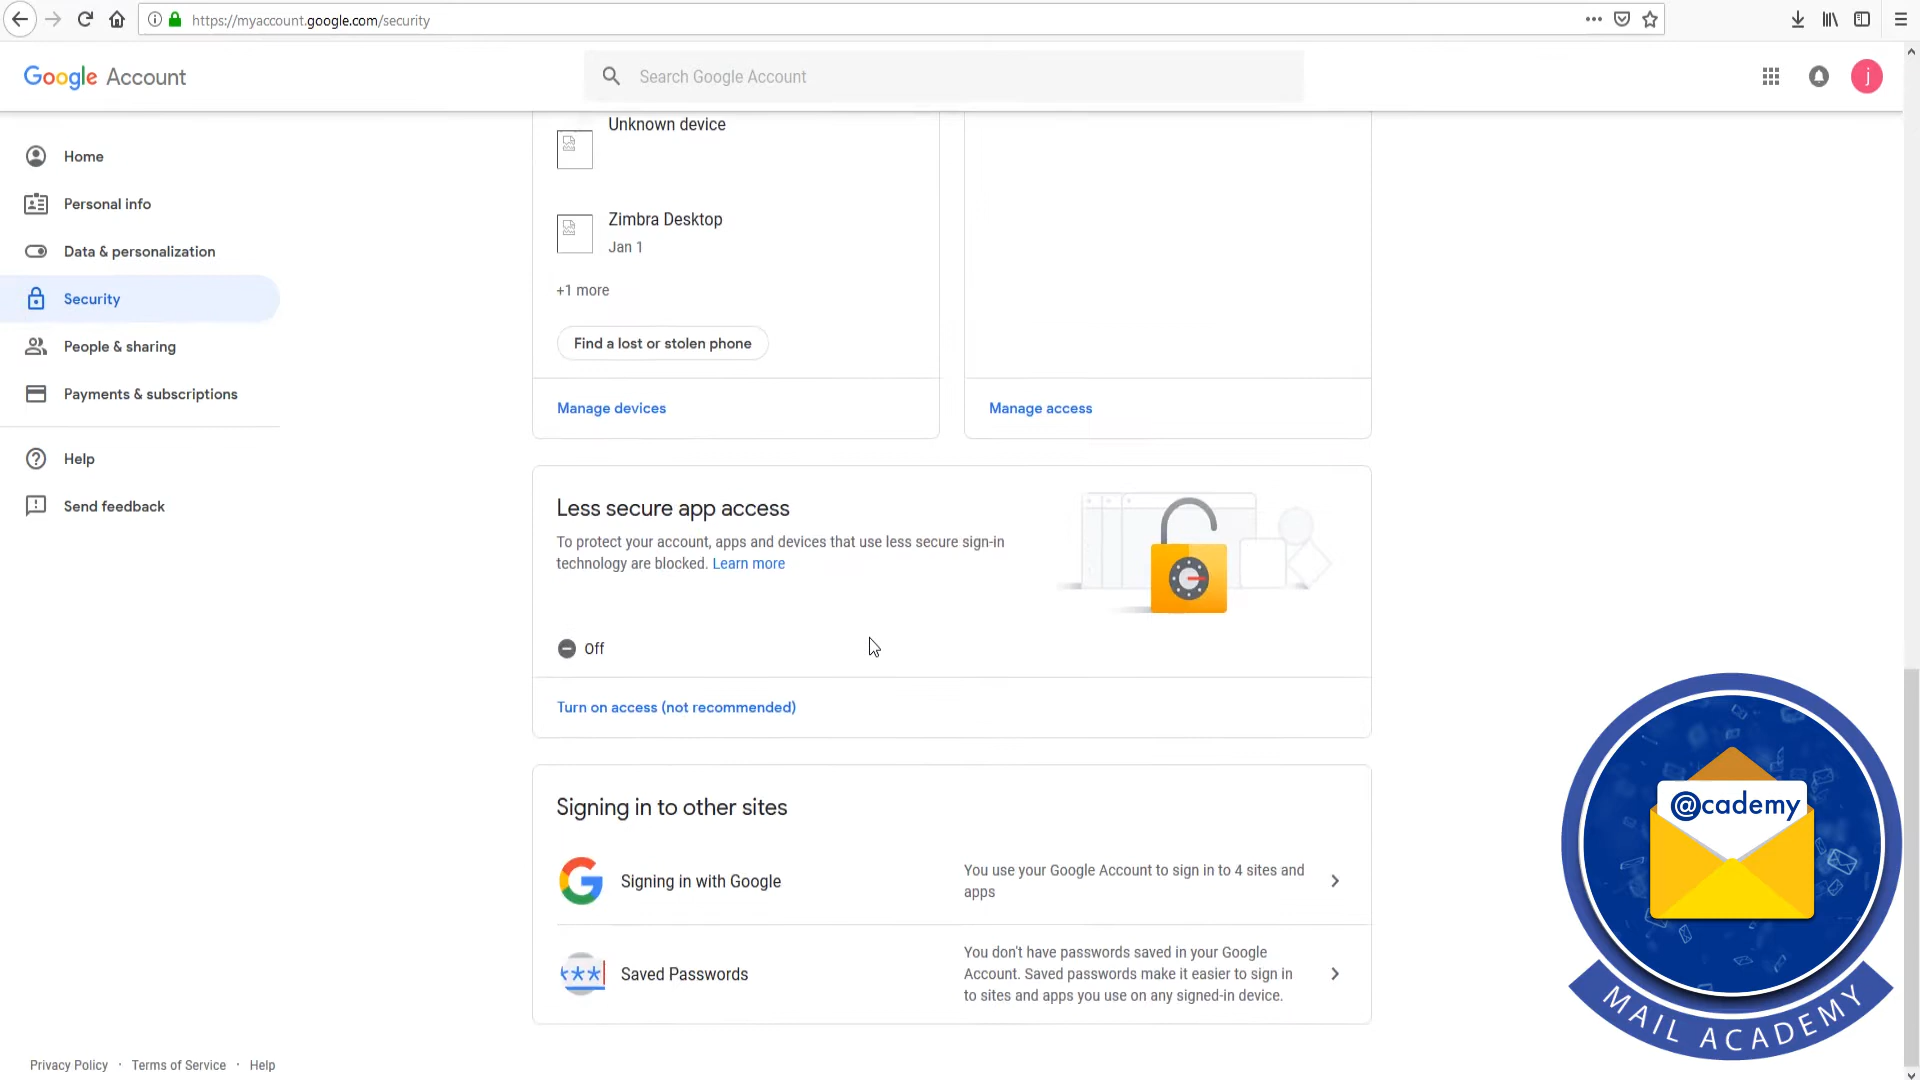 https://myaccount.google.com/security
Google Account
Search Google Account
j
Home
Personal info
Data & personalization
Security
People & sharing
Payments & subscriptions
Help
Send feedback
Unknown device
Zimbra Desktop
Jan 1
+1 more
Find a lost or stolen phone
Manage devices
Manage access
Less secure app access
To protect your account, apps and devices that use less secure sign-in
technology are blocked. Learn more
Off
Turn on access (not recommended)
Signing in to other sites
Signing in with Google
You use your Google Account to sign in to 4 sites and
apps
Saved Passwords
You don't have passwords saved in your Google
Account. Saved passwords make it easier to sign in
to sites and apps you use on any signed-in device.
@cademy
MAIL ACADEMY
Privacy Policy · Terms of Service · Help